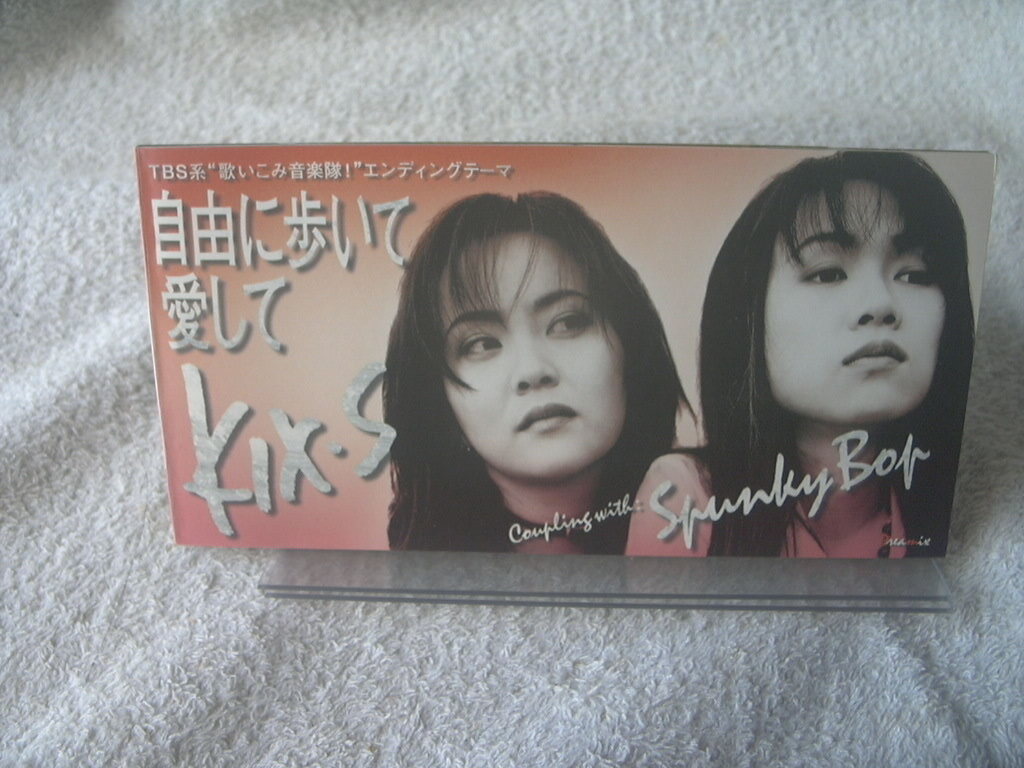 TBS系“歌いこみ音楽隊!”エンディングテーマ
自由に歩いて
愛して
Kix·S
Coupling with:
Spunky Bop